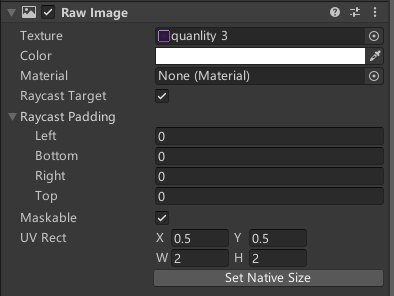 Raw Image
Texture quanlity 3
Color
Material None (Material)
Raycast Target
Raycast Padding
Left 0
Bottom 0
Right 0
Top 0
Maskable
UV Rect X 0.5 Y 0.5
W 2 H 2
Set Native Size